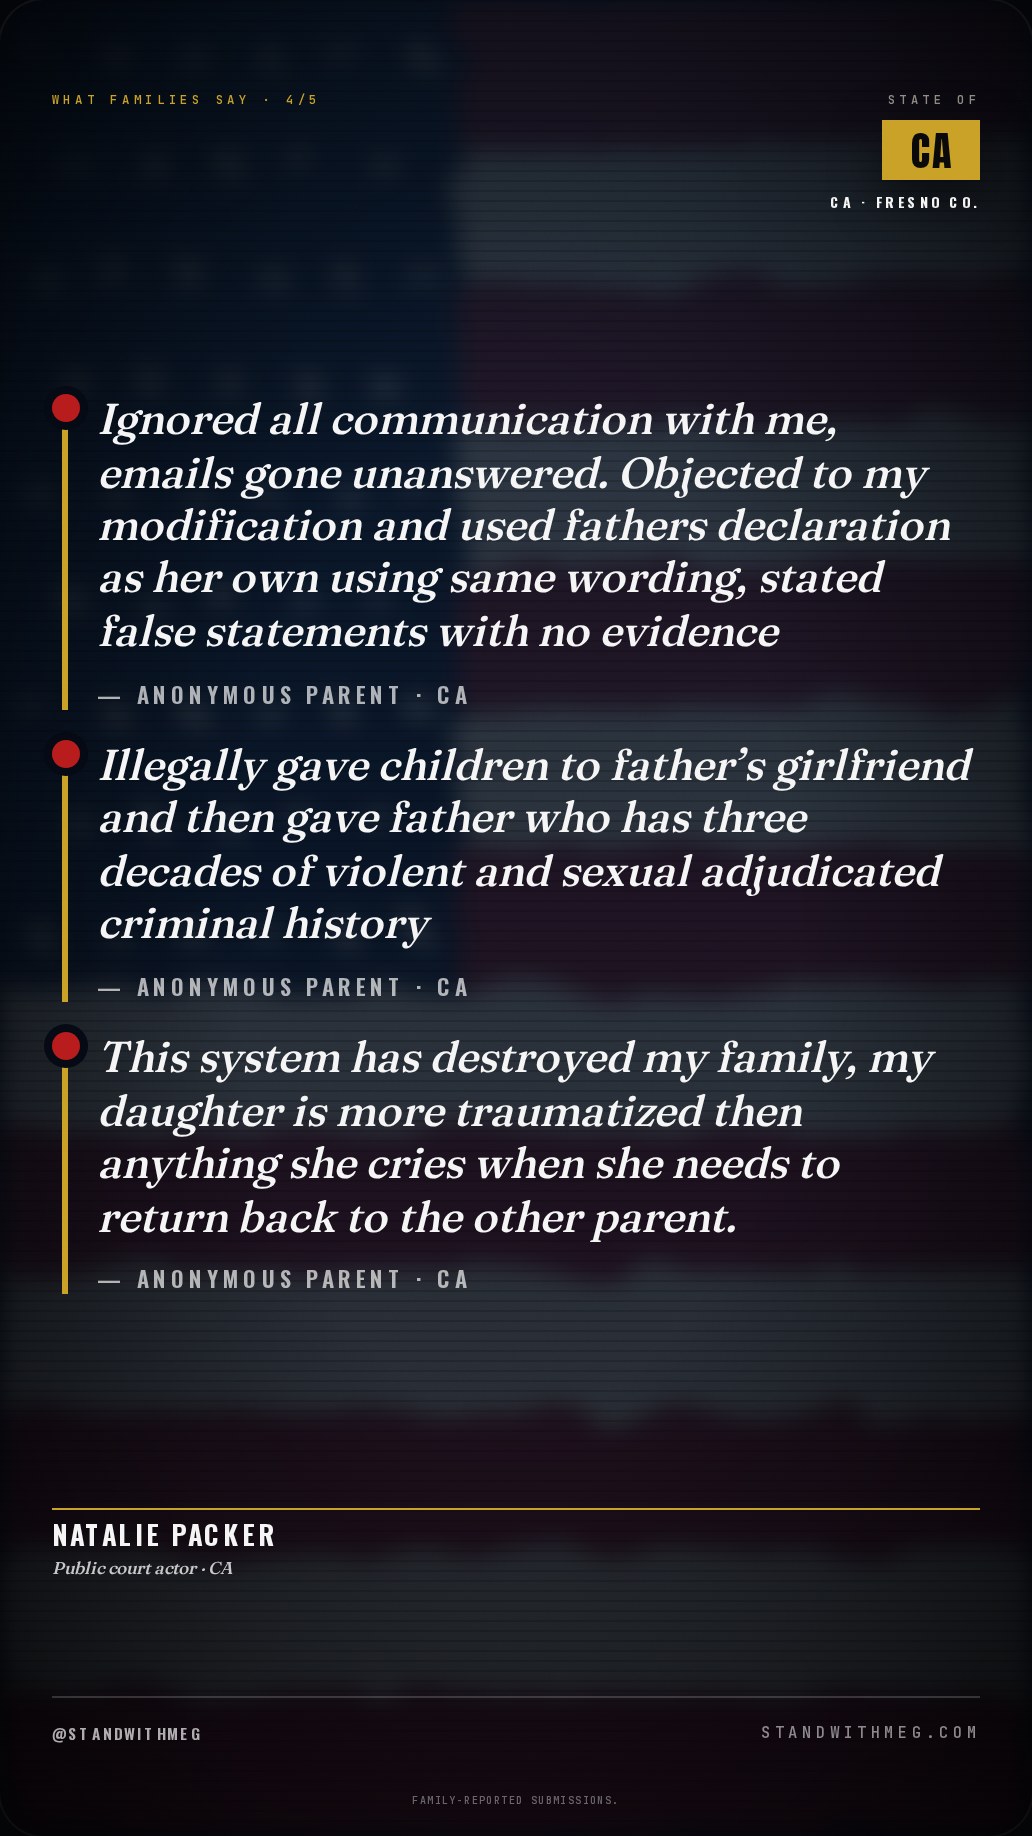 WHAT FAMILIES SAY · 4/5
STATE OF
CA
CA · FRESNO CO.
Ignored all communication with me,
emails gone unanswered. Objected to my
modification and used fathers declaration
as her own using same wording, stated
false statements with no evidence
— ANONYMOUS PARENT · CA
Illegally gave children to father’s girlfriend
and then gave father who has three
decades of violent and sexual adjudicated
criminal history
— ANONYMOUS PARENT · CA
This system has destroyed my family, my
daughter is more traumatized then
anything she cries when she needs to
return back to the other parent.
— ANONYMOUS PARENT · CA
NATALIE PACKER
Public court actor · CA
@STANDWITHMEG
STANDWITHMEG.COM
FAMILY-REPORTED SUBMISSIONS.